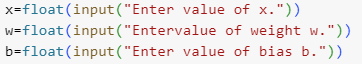 x=float(input("Enter value of x."))
w=float(input("Entervalue of weight w."))
b=float(input("Enter value of bias b."))